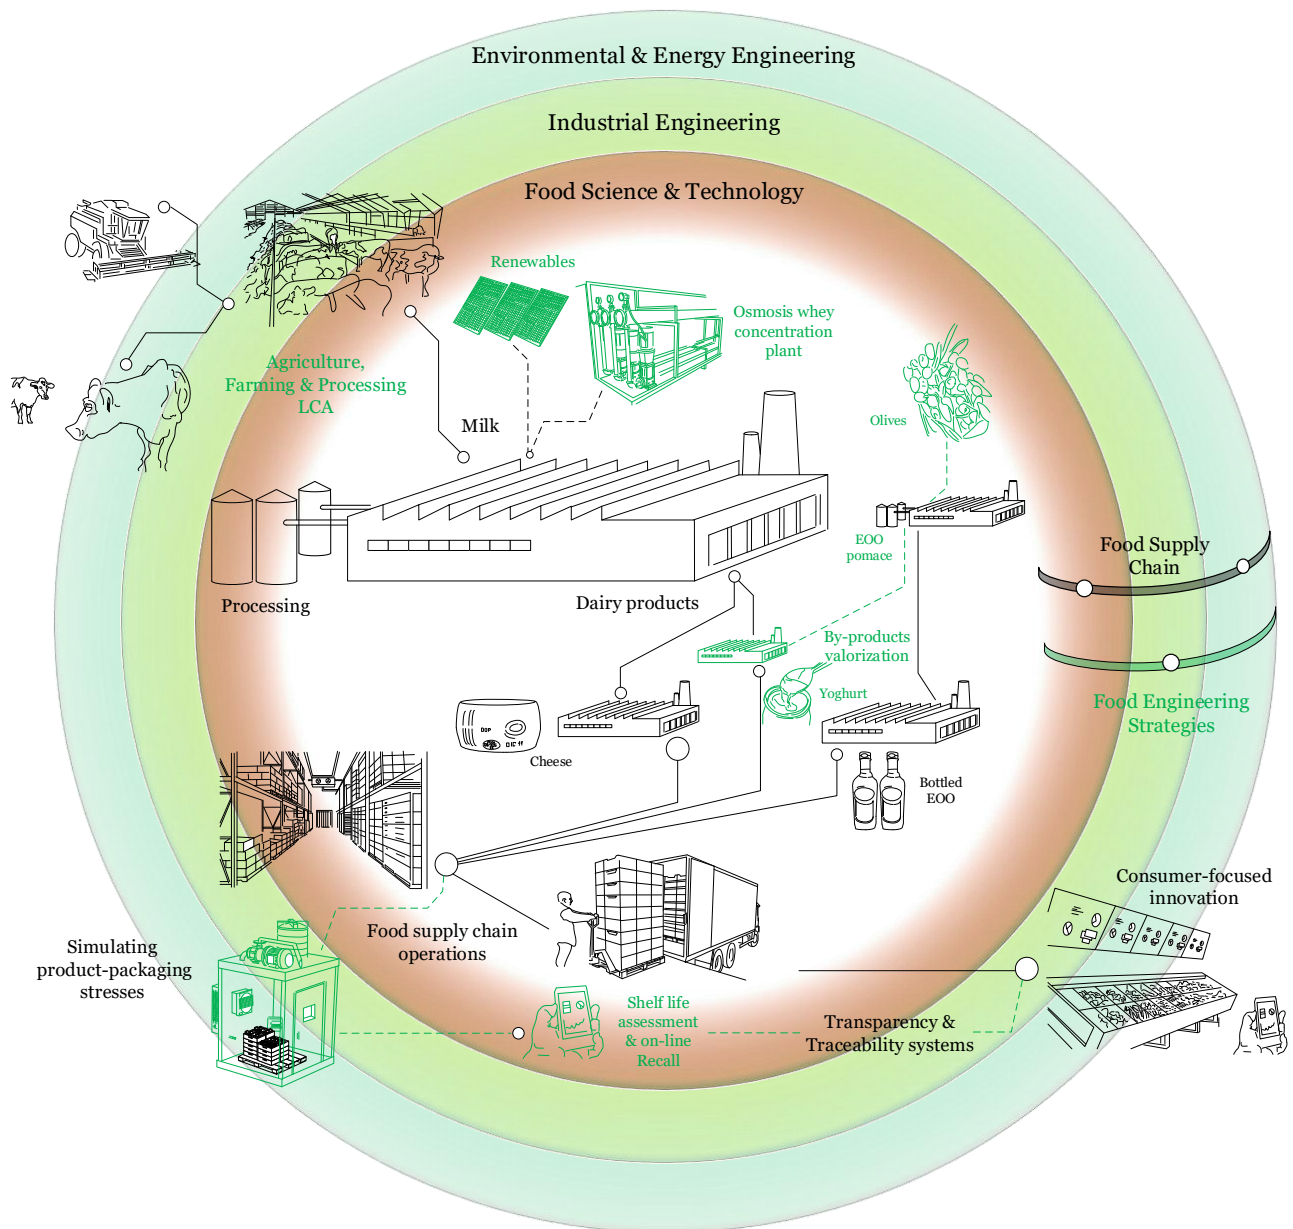 Environmental & Energy Engineering
Industrial Engineering
Food Science & Technology
Renewables
Osmosis whey
concentration
plant
Agriculture,
Farming & Processing
LCA
Milk
Olives
EOO
pomace
Food Supply
Chain
Processing
Dairy products
By-products
valorization
Yoghurt
Food Engineering
Strategies
Cheese
DOP
Bottled
EOO
Consumer-focused
innovation
Food supply chain
operations
Simulating
product-packaging
stresses
Shelf life
assessment
& on-line
Recall
Transparency &
Traceability systems